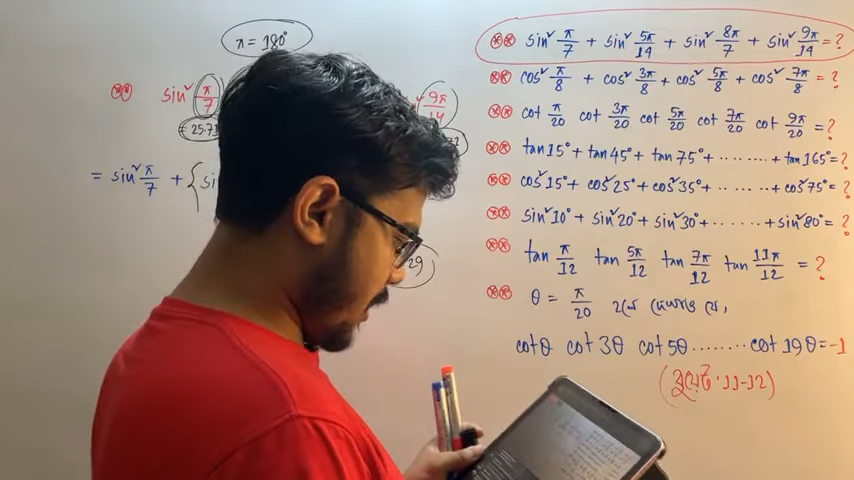 π = 180°
sin² π/7
9π/14
= 25.71
= sin² π/7 + {
29
sin² π/7 + sin² 5π/14 + sin² 8π/7 + sin² 9π/14 = ?
cos² π/8 + cos² 3π/8 + cos² 5π/8 + cos² 7π/8 = ?
cot π/20 cot 3π/20 cot 5π/20 cot 7π/20 cot 9π/20 = ?
tan 15° + tan 45° + tan 75° + ........ + tan 165° = ?
cos² 15° + cos² 25° + cos² 35° + ....... + cos² 75° = ?
sin² 10° + sin² 20° + sin² 30° + ....... + sin² 80° = ?
tan π/12 tan 5π/12 tan 7π/12 tan 11π/12 = ?
θ = π/20 হলে দেখাও যে,
cotθ cot 3θ cot 5θ ........ cot 19θ = -1
(বুয়েট '11-12)